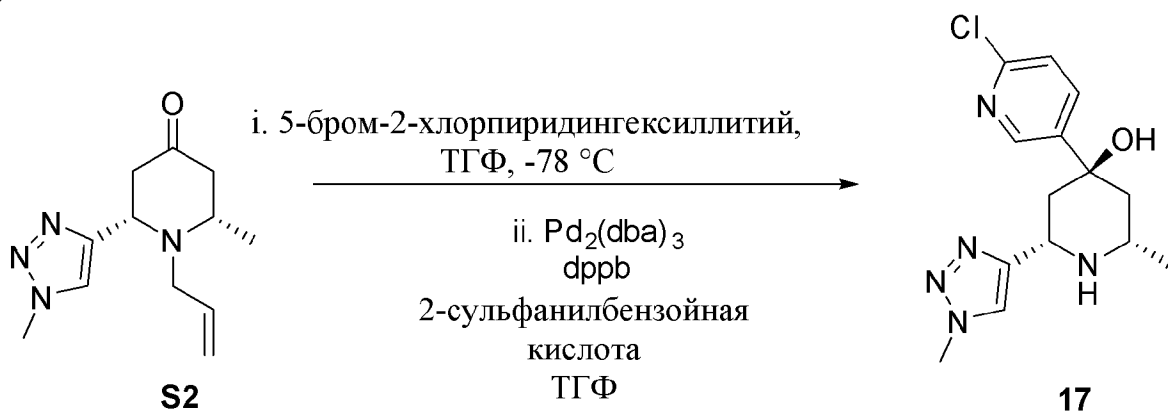 i. 5-бром-2-хлорпиридингексиллитий,
ТГФ, -78 °C
ii. Pd2(dba)3
dppb
2-сульфанилбензойная
кислота
ТГФ
O
N
N
N
N
S2
Cl
N
OH
N
N
N
N
H
17